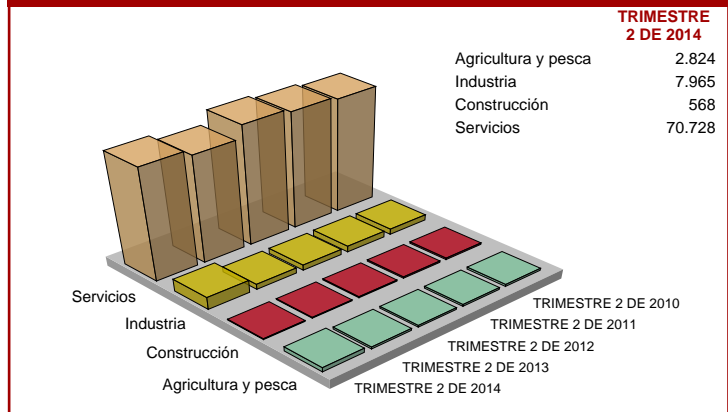 TRIMESTRE
2 DE 2014
Agricultura y pesca 2.824
Industria 7.965
Construcción 568
Servicios 70.728
Servicios
Industria
Construcción
Agricultura y pesca
TRIMESTRE 2 DE 2010
TRIMESTRE 2 DE 2011
TRIMESTRE 2 DE 2012
TRIMESTRE 2 DE 2013
TRIMESTRE 2 DE 2014